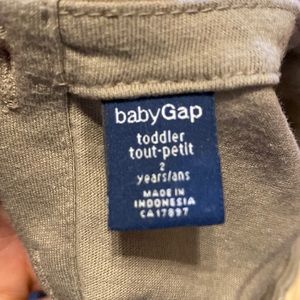 babyGap
toddler
tout-petit
2
years/ans
MADE IN
INDONESIA
CA17897